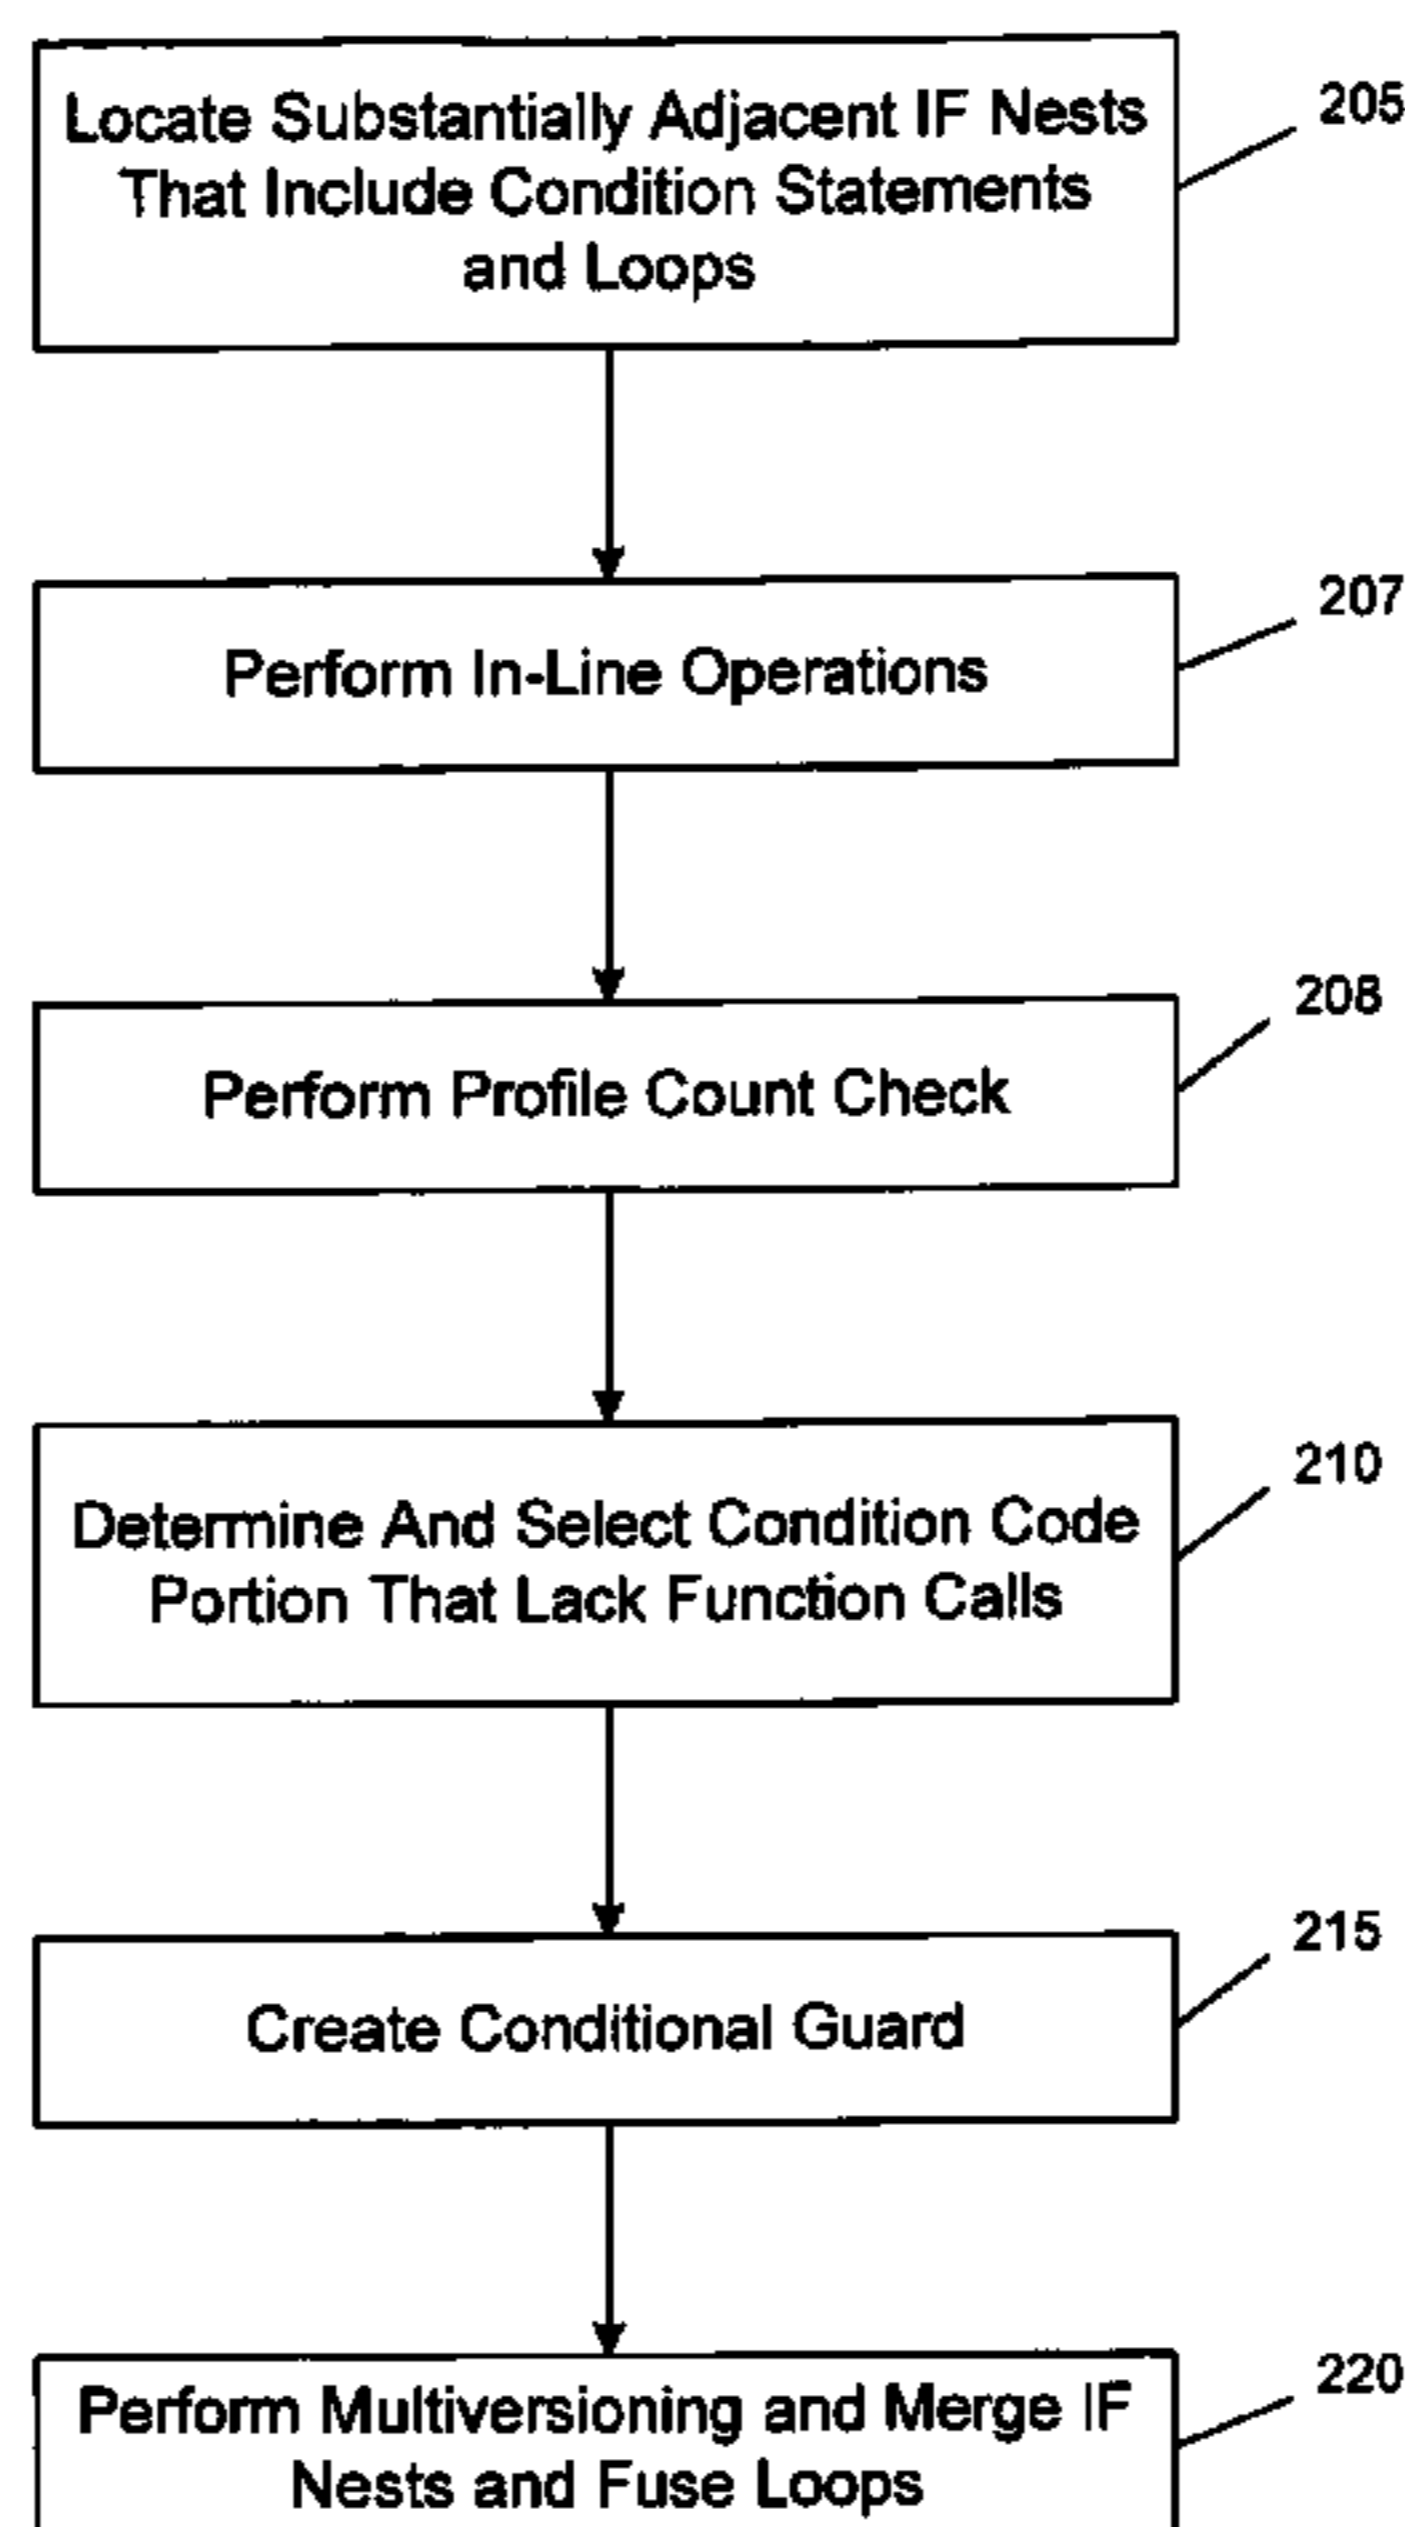 Locate Substantially Adjacent IF Nests
That Include Condition Statements
and Loops
205
Perform In-Line Operations
207
Perform Profile Count Check
208
Determine And Select Condition Code
Portion That Lack Function Calls
210
Create Conditional Guard
215
Perform Multiversioning and Merge IF
Nests and Fuse Loops
220